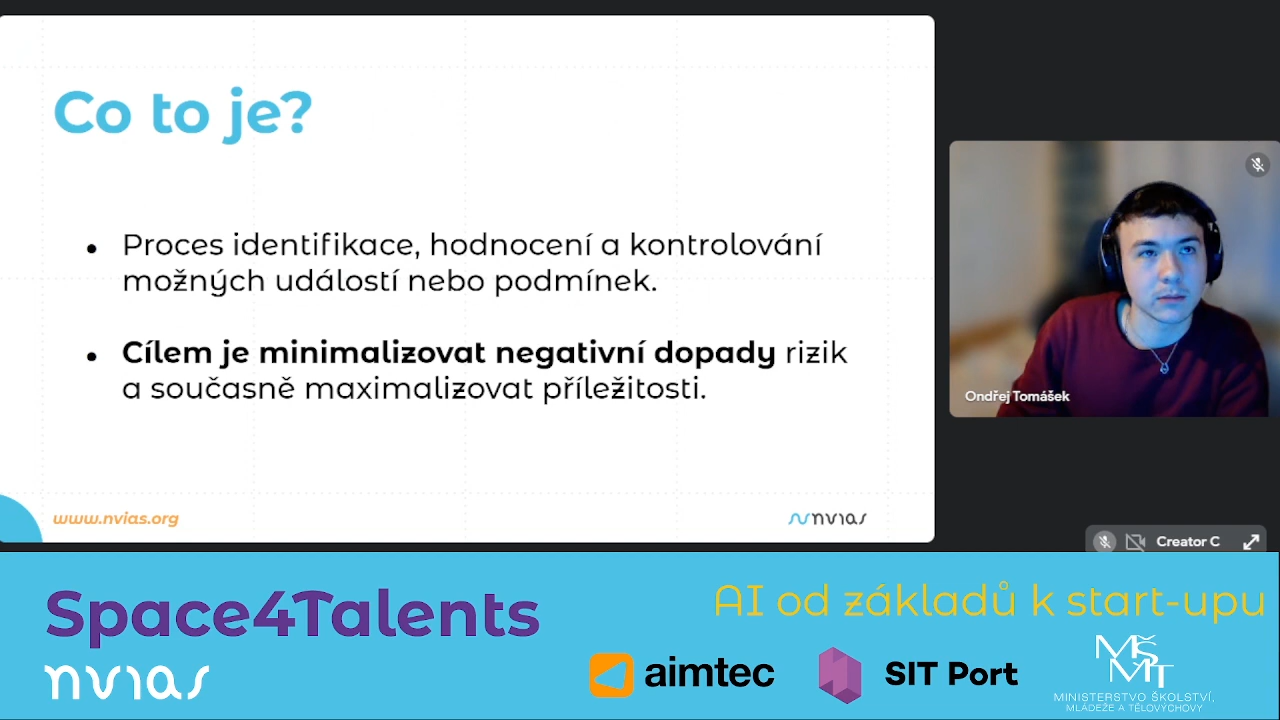 Co to je?
Proces identifikace, hodnocení a kontrolování
možných událostí nebo podmínek.
Cílem je minimalizovat negativní dopady rizik
a současně maximalizovat příležitosti.
www.nvias.org
nvias
Ondřej Tomášek
Creator C
Space4Talents
nvias
AI od základů k start-upu
aimtec
SIT Port
MŠMT
MINISTERSTVO ŠKOLSTVÍ,
MLÁDEŽE A TĚLOVÝCHOVY